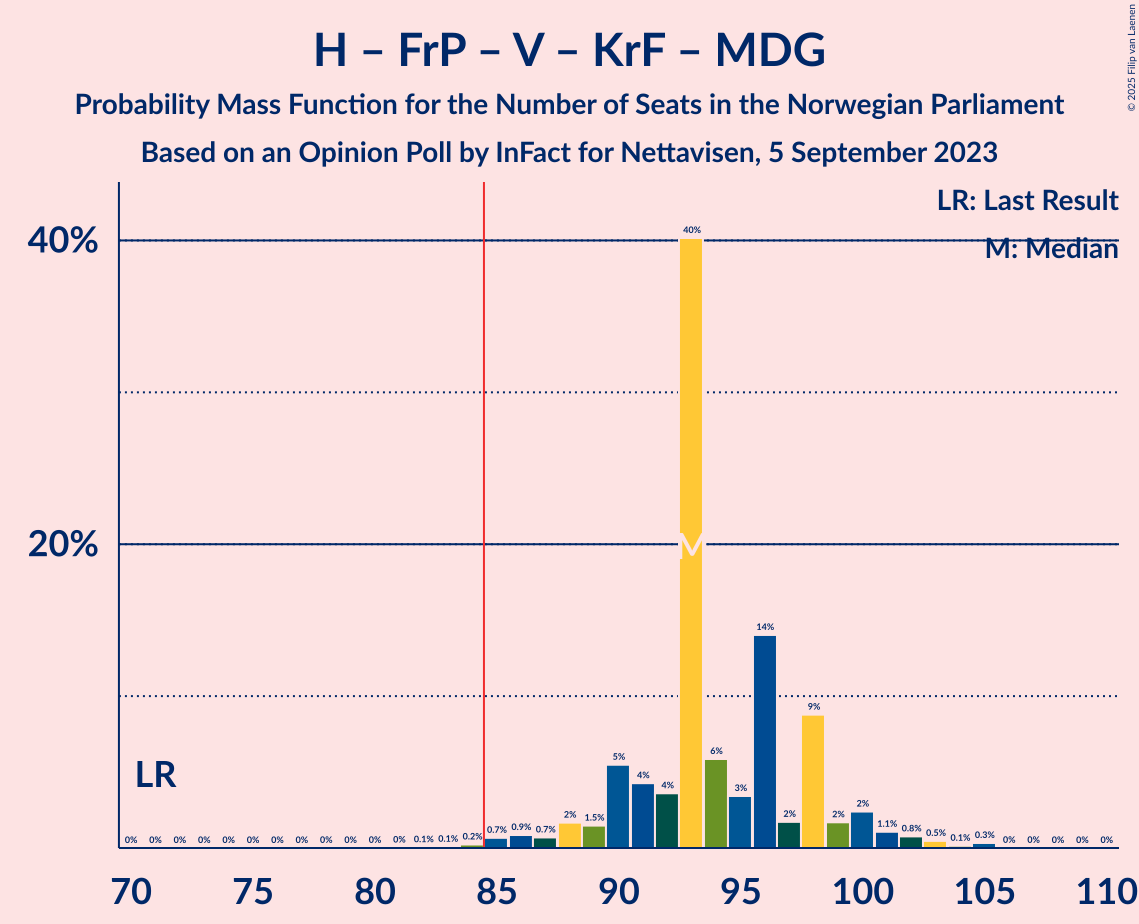 H – FrP – V – KrF – MDG
Probability Mass Function for the Number of Seats in the Norwegian Parliament
Based on an Opinion Poll by InFact for Nettavisen, 5 September 2023
© 2025 Filip van Laenen
LR: Last Result
M: Median
40%
20%
LR
M
0% 0% 0% 0% 0% 0% 0% 0% 0% 0% 0% 0% 0.1% 0.1% 0.2% 0.7% 0.9% 0.7% 2% 1.5% 5% 4% 4% 40% 6% 3% 14% 2% 9% 2% 2% 1.1% 0.8% 0.5% 0.1% 0.3% 0% 0% 0% 0% 0%
70 75 80 85 90 95 100 105 110